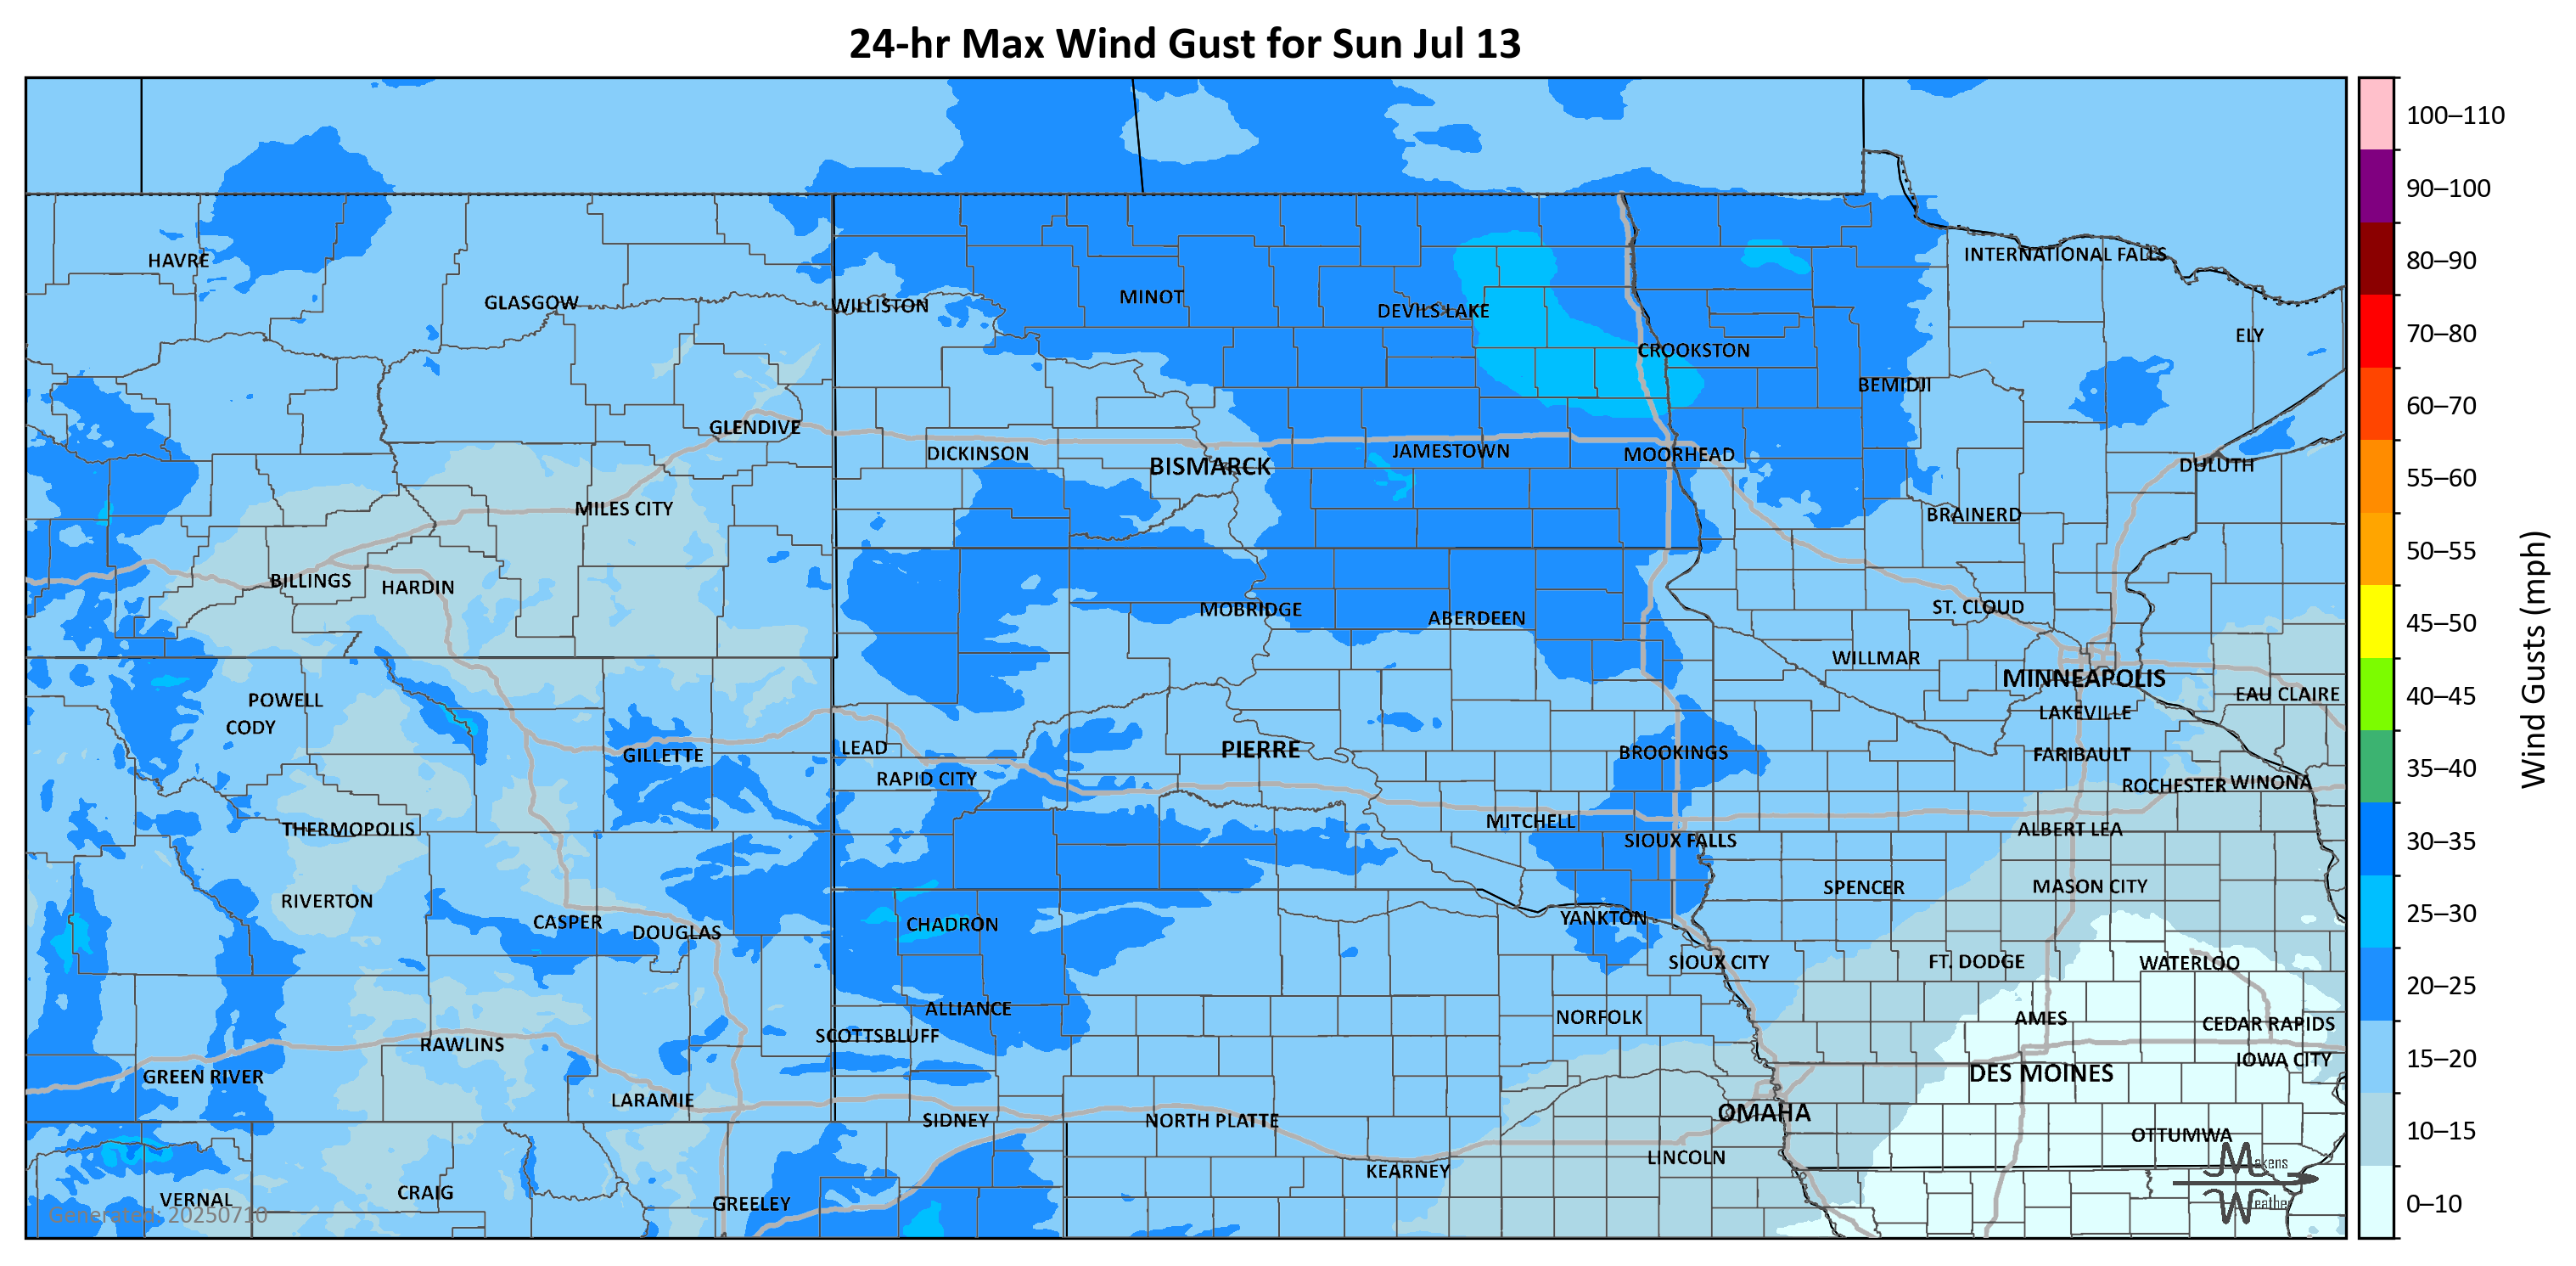 24-hr Max Wind Gust for Sun Jul 13
100–110
90–100
80–90
70–80
60–70
55–60
50–55
45–50
40–45
35–40
30–35
25–30
20–25
15–20
10–15
0–10
Wind Gusts (mph)
HAVRE
INTERNATIONAL FALLS
GLASGOW
WILLISTON
MINOT
DEVILS LAKE
ELY
CROOKSTON
BEMIDJI
GLENDIVE
DICKINSON
BISMARCK
JAMESTOWN
MOORHEAD
DULUTH
MILES CITY
BRAINERD
BILLINGS
HARDIN
MOBRIDGE
ABERDEEN
ST. CLOUD
WILLMAR
MINNEAPOLIS
POWELL
EAU CLAIRE
CODY
LAKEVILLE
GILLETTE
LEAD
PIERRE
BROOKINGS
FARIBAULT
RAPID CITY
ROCHESTER
WINONA
THERMOPOLIS
MITCHELL
SIOUX FALLS
ALBERT LEA
RIVERTON
SPENCER
MASON CITY
CASPER
DOUGLAS
CHADRON
YANKTON
SIOUX CITY
FT. DODGE
WATERLOO
ALLIANCE
NORFOLK
AMES
CEDAR RAPIDS
SCOTTSBLUFF
RAWLINS
IOWA CITY
GREEN RIVER
DES MOINES
LARAMIE
SIDNEY
NORTH PLATTE
OMAHA
OTTUMWA
KEARNEY
LINCOLN
VERNAL
CRAIG
GREELEY
Generated: 20250710
Makens
Weather